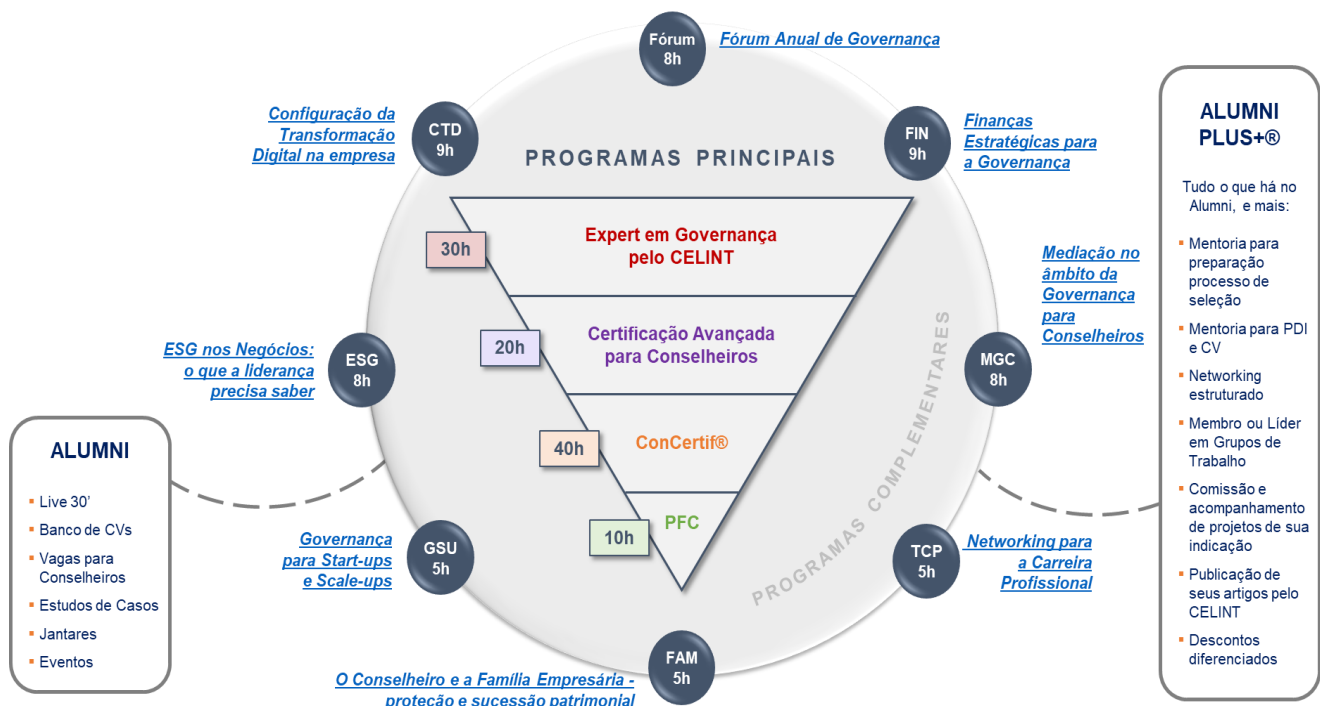 Fórum
8h
Fórum Anual de Governança
Configuração da
Transformação
Digital na empresa
CTD
9h
FIN
9h
Finanças
Estratégicas para
a Governança
PROGRAMAS PRINCIPAIS
30h
Expert em Governança
pelo CELINT
20h
Certificação Avançada
para Conselheiros
40h
ConCertif®
10h
PFC
Mediação no
âmbito da
Governança
para
Conselheiros
MGC
8h
ESG nos Negócios:
o que a liderança
precisa saber
ESG
8h
PROGRAMAS COMPLEMENTARES
Governança
para Start-ups
e Scale-ups
GSU
5h
TCP
5h
Networking para
a Carreira
Profissional
FAM
5h
O Conselheiro e a Família Empresária -
proteção e sucessão patrimonial
ALUMNI
▪ Live 30’
▪ Banco de CVs
▪ Vagas para
Conselheiros
▪ Estudos de Casos
▪ Jantares
▪ Eventos
ALUMNI
PLUS+®
Tudo o que há no
Alumni, e mais:
▪ Mentoria para
preparação
processo de
seleção
▪ Mentoria para PDI
e CV
▪ Networking
estruturado
▪ Membro ou Líder
em Grupos de
Trabalho
▪ Comissão e
acompanhamento
de projetos de sua
indicação
▪ Publicação de
seus artigos pelo
CELINT
▪ Descontos
diferenciados